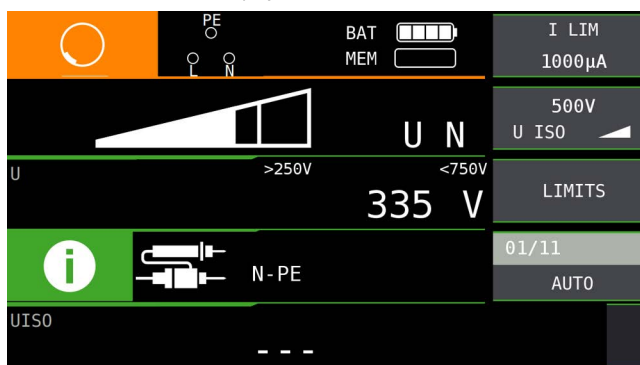 PE
L N
BAT
MEM
I LIM
1000µA
U N
500V
U ISO
U >250V <750V
335 V
LIMITS
i
N-PE
01/11
AUTO
UISO
---